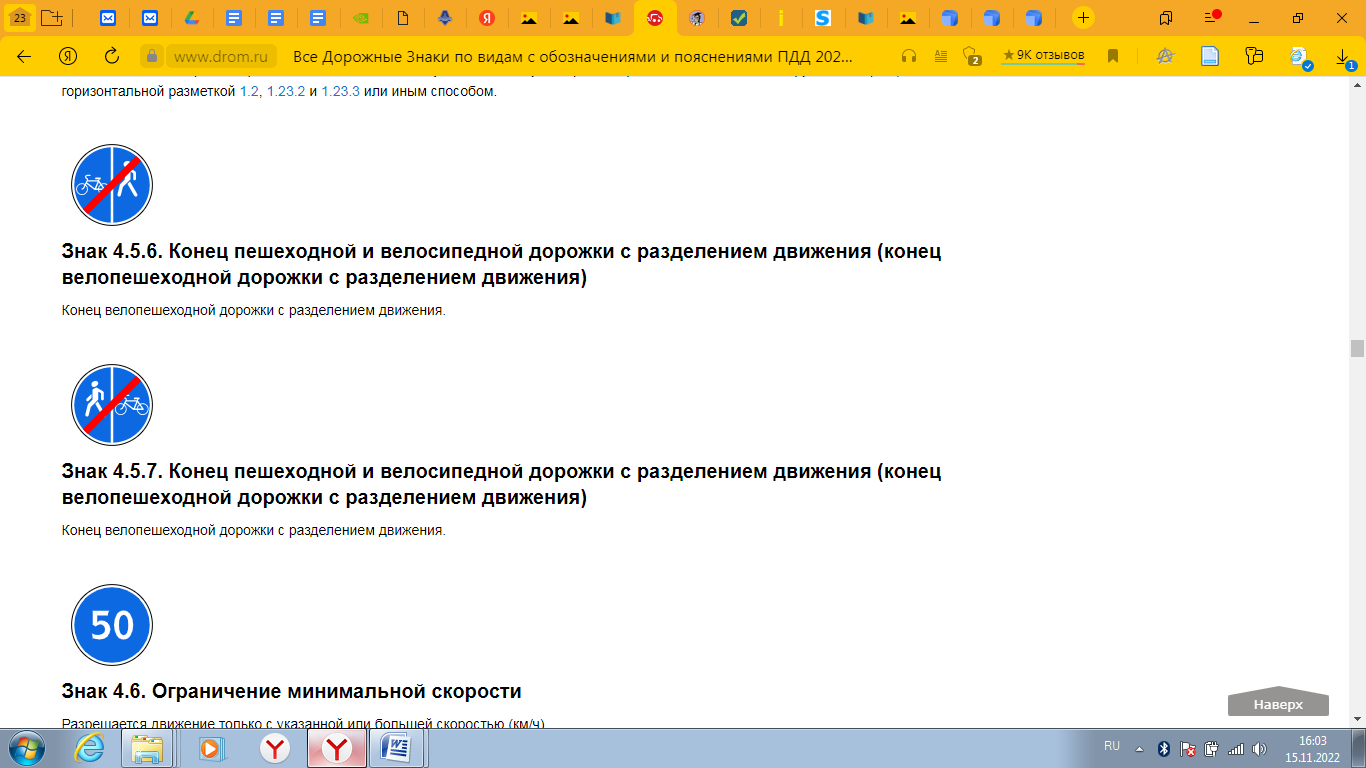 23
www.drom.ru Все Дорожные Знаки по видам с обозначениями и пояснениями ПДД 202... 2 ★ 9К отзывов 1
горизонтальной разметкой 1.2, 1.23.2 и 1.23.3 или иным способом.
Знак 4.5.6. Конец пешеходной и велосипедной дорожки с разделением движения (конец
велопешеходной дорожки с разделением движения)
Конец велопешеходной дорожки с разделением движения.
Знак 4.5.7. Конец пешеходной и велосипедной дорожки с разделением движения (конец
велопешеходной дорожки с разделением движения)
Конец велопешеходной дорожки с разделением движения.
50
Знак 4.6. Ограничение минимальной скорости
Наверх
Разрешается движение только с указанной или большей скоростью (км/ч)
RU
16:03
15.11.2022